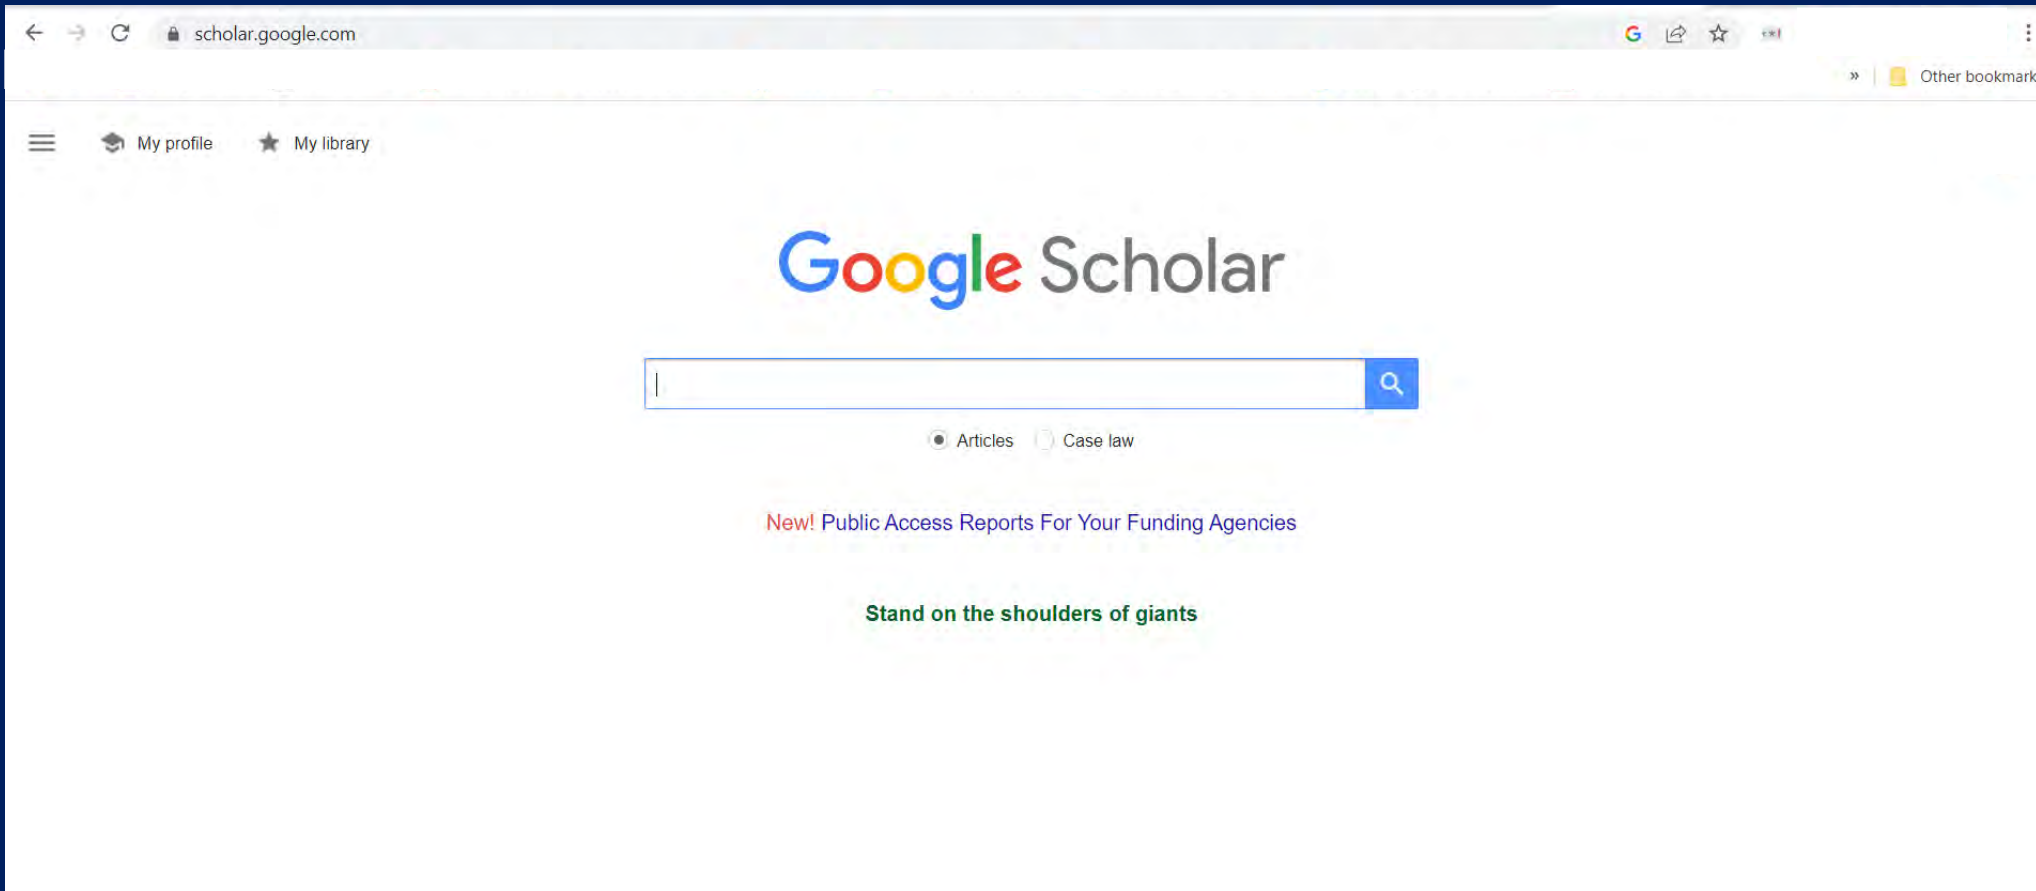 scholar.google.com
» Other bookmark
My profile My library
Google Scholar
Articles Case law
New! Public Access Reports For Your Funding Agencies
Stand on the shoulders of giants